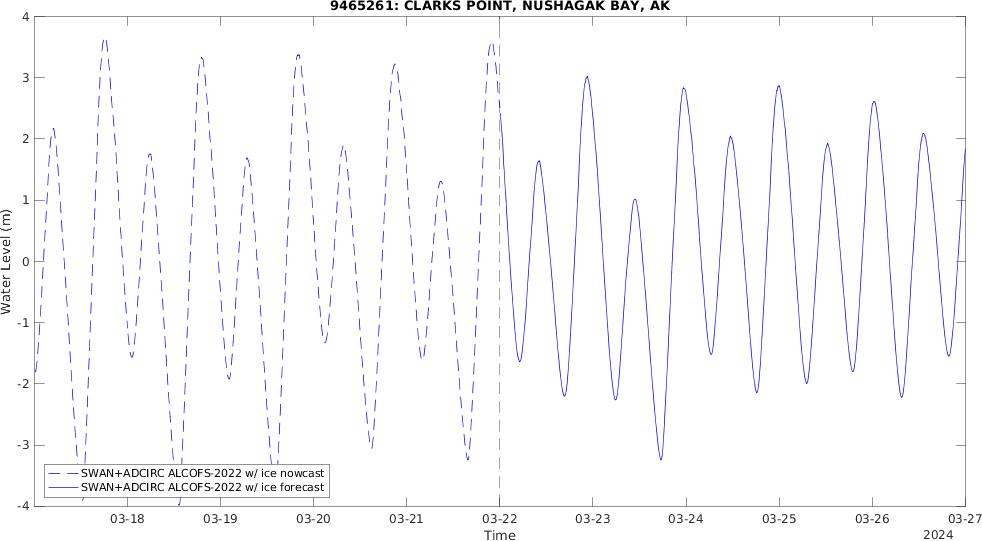 9465261: CLARKS POINT, NUSHAGAK BAY, AK
Water Level (m)
4
3
2
1
0
-1
-2
-3
-4
SWAN+ADCIRC ALCOFS-2022 w/ ice nowcast
SWAN+ADCIRC ALCOFS-2022 w/ ice forecast
03-18 03-19 03-20 03-21 03-22 03-23 03-24 03-25 03-26 03-27
Time
2024